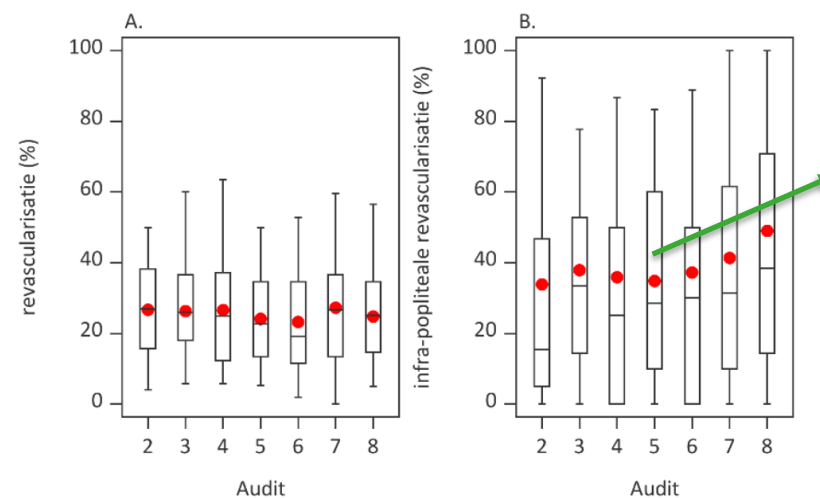 A.
revascularisatie (%)
100
80
60
40
20
0
2 3 4 5 6 7 8
Audit
B.
infra-popliteale revascularisatie (%)
100
80
60
40
20
0
2 3 4 5 6 7 8
Audit